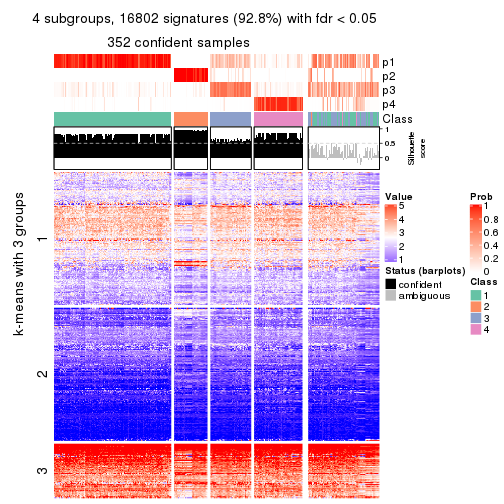 4 subgroups, 16802 signatures (92.8%) with fdr < 0.05
352 confident samples
p1
p2
p3
p4
Class
1
0.5
0
Silhouette
score
k-means with 3 groups
1
2
3
Value
5
4
3
2
1
Status (barplots)
confident
ambiguous
Prob
1
0.8
0.6
0.4
0.2
0
Class
1
2
3
4